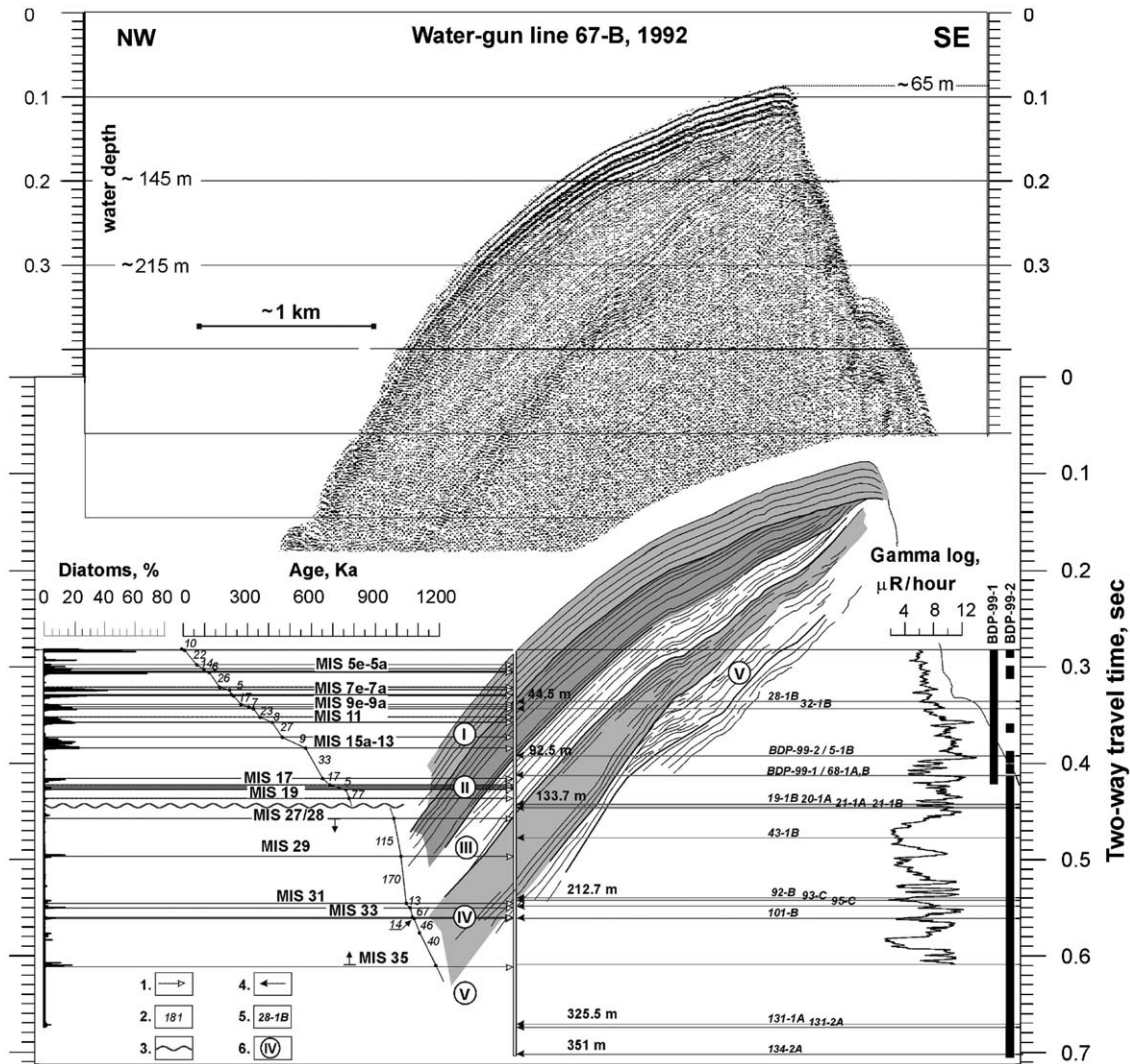 0
NW
Water-gun line 67-B, 1992
SE
0
0.1
~65 m
0.1
water depth
0.2
~ 145 m
0.2
0.3
~215 m
0.3
~1 km
0
0.1
0.2
Two-way travel time, sec
Diatoms, %
0 20 40 60 80
Age, Ka
0 300 600 900 1200
Gamma log,
μR/hour
4 8 12
BDP-99-1
BDP-99-2
10
22
MIS 5e-5a
0.3
14
6
26
5
MIS 7e-7a
17
7
MIS 9e-9a
44.5 m
28-1B
32-1B
23
8
MIS 11
27
I
9
MIS 15a-13
92.5 m
BDP-99-2 / 5-1B
33
0.4
MIS 17
17
5
II
BDP-99-1 / 68-1A,B
MIS 19
77
133.7 m
19-1B 20-1A 21-1A 21-1B
MIS 27/28
115
III
43-1B
MIS 29
0.5
170
MIS 31
13
212.7 m
92-B 93-C 95-C
MIS 33
67
14
46
IV
101-B
40
MIS 35
0.6
V
V
1.
4.
2. 181
5. 28-1B
3.
6. IV
325.5 m
131-1A 131-2A
351 m
134-2A
0.7